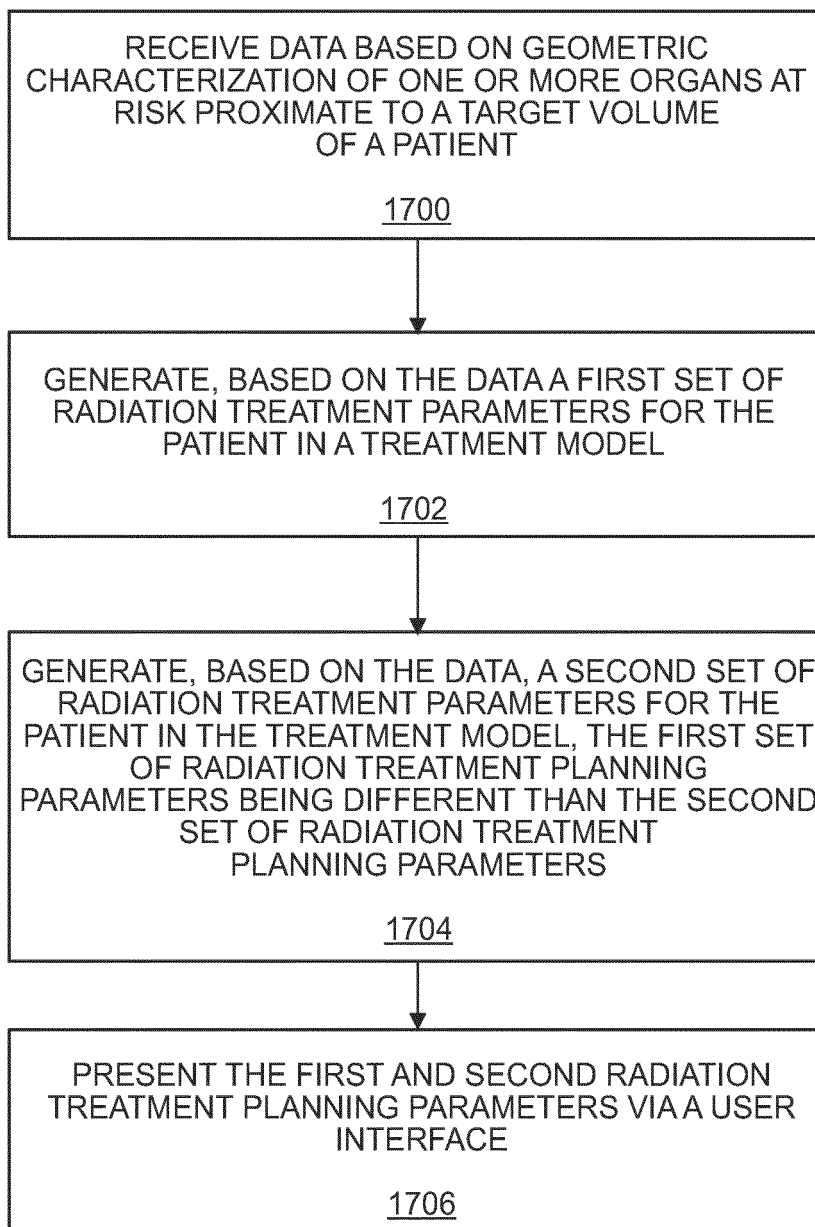 RECEIVE DATA BASED ON GEOMETRIC
CHARACTERIZATION OF ONE OR MORE ORGANS AT
RISK PROXIMATE TO A TARGET VOLUME
OF A PATIENT
1700
GENERATE, BASED ON THE DATA A FIRST SET OF
RADIATION TREATMENT PARAMETERS FOR THE
PATIENT IN A TREATMENT MODEL
1702
GENERATE, BASED ON THE DATA, A SECOND SET OF
RADIATION TREATMENT PARAMETERS FOR THE
PATIENT IN THE TREATMENT MODEL, THE FIRST SET
OF RADIATION TREATMENT PLANNING
PARAMETERS BEING DIFFERENT THAN THE SECOND
SET OF RADIATION TREATMENT
PLANNING PARAMETERS
1704
PRESENT THE FIRST AND SECOND RADIATION
TREATMENT PLANNING PARAMETERS VIA A USER
INTERFACE
1706